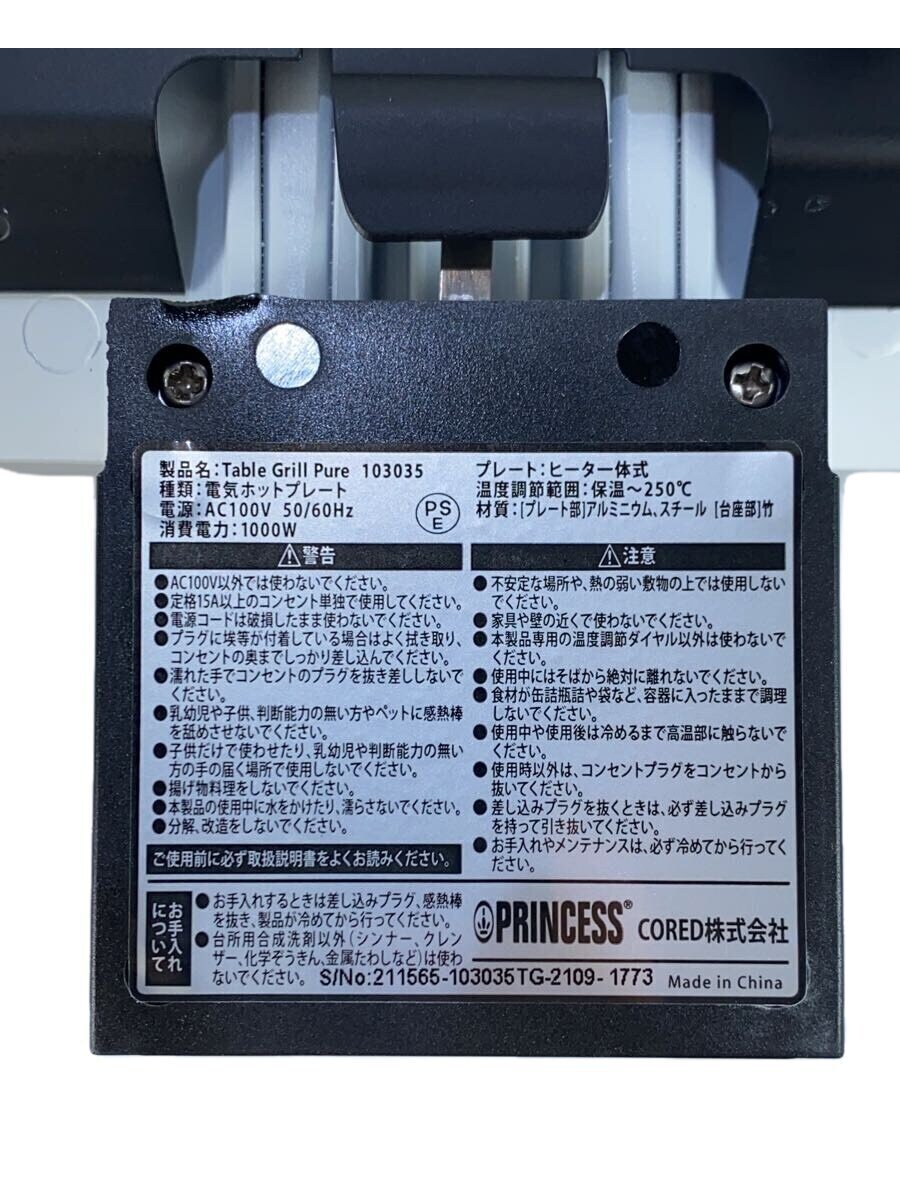 製品名:Table Grill Pure 103035
種類:電気ホットプレート
電源:AC100V 50/60Hz
消費電力:1000W
PS
E
プレート:ヒーター体式
温度調節範囲:保温～250℃
材質:[プレート部]アルミニウム、スチール [台座部]竹
⚠警告
●AC100V以外では使わないでください。
●定格15A以上のコンセント単独で使用してください。
●電源コードは破損したまま使わないでください。
●プラグに埃等が付着している場合はよく拭き取り、
コンセントの奥までしっかり差し込んでください。
●濡れた手でコンセントのプラグを抜き差ししないで
ください。
●乳幼児や子供、判断能力の無い方やペットに感熱棒
を舐めさせないでください。
●子供だけで使わせたり、乳幼児や判断能力の無い
方の手の届く場所で使用しないでください。
●揚げ物料理をしないでください。
●本製品の使用中に水をかけたり、濡らさないでください。
●分解、改造をしないでください。
ご使用前に必ず取扱説明書をよくお読みください。
⚠注意
●不安定な場所や、熱の弱い敷物の上では使用しない
でください。
●家具や壁の近くで使わないでください。
●本製品専用の温度調節ダイヤル以外は使わないで
ください。
●使用中にはそばから絶対に離れないでください。
●食材が缶詰瓶詰や袋など、容器に入ったままで調理
しないでください。
●使用中や使用後は冷めるまで高温部に触らないで
ください。
●使用時以外は、コンセントプラグをコンセントから
抜いてください。
●差し込みプラグを抜くときは、必ず差し込みプラグ
を持って引き抜いてください。
●お手入れやメンテナンスは、必ず冷めてから行ってく
ださい。
お手入れ
について
●お手入れするときは差し込みプラグ、感熱棒
を抜き、製品が冷めてから行ってください。
●台所用合成洗剤以外(シンナー、クレン
ザー、化学ぞうきん、金属たわしなど)は使わ
ないでください。
PRINCESS® CORED株式会社
S/No:211565-103035TG-2109-1773 Made in China